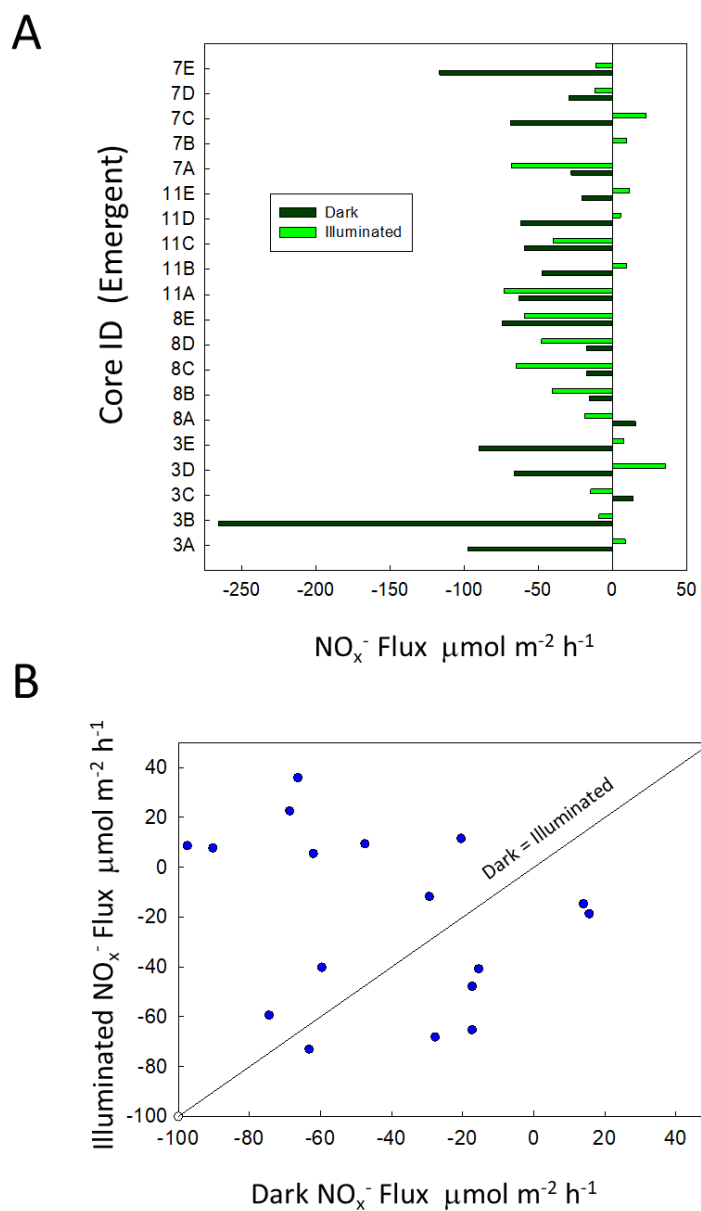 A
7E
7D
7C
7B
7A
11E
11D
11C
11B
11A
8E
8D
8C
8B
8A
3E
3D
3C
3B
3A
Core ID (Emergent)
Dark
Illuminated
-250 -200 -150 -100 -50 0 50
NOₓ⁻ Flux μmol m⁻² h⁻¹
B
Illuminated NOₓ⁻ Flux μmol m⁻² h⁻¹
40
20
0
-20
-40
-60
-80
-100
Dark = Illuminated
-100 -80 -60 -40 -20 0 20 40
Dark NOₓ⁻ Flux μmol m⁻² h⁻¹